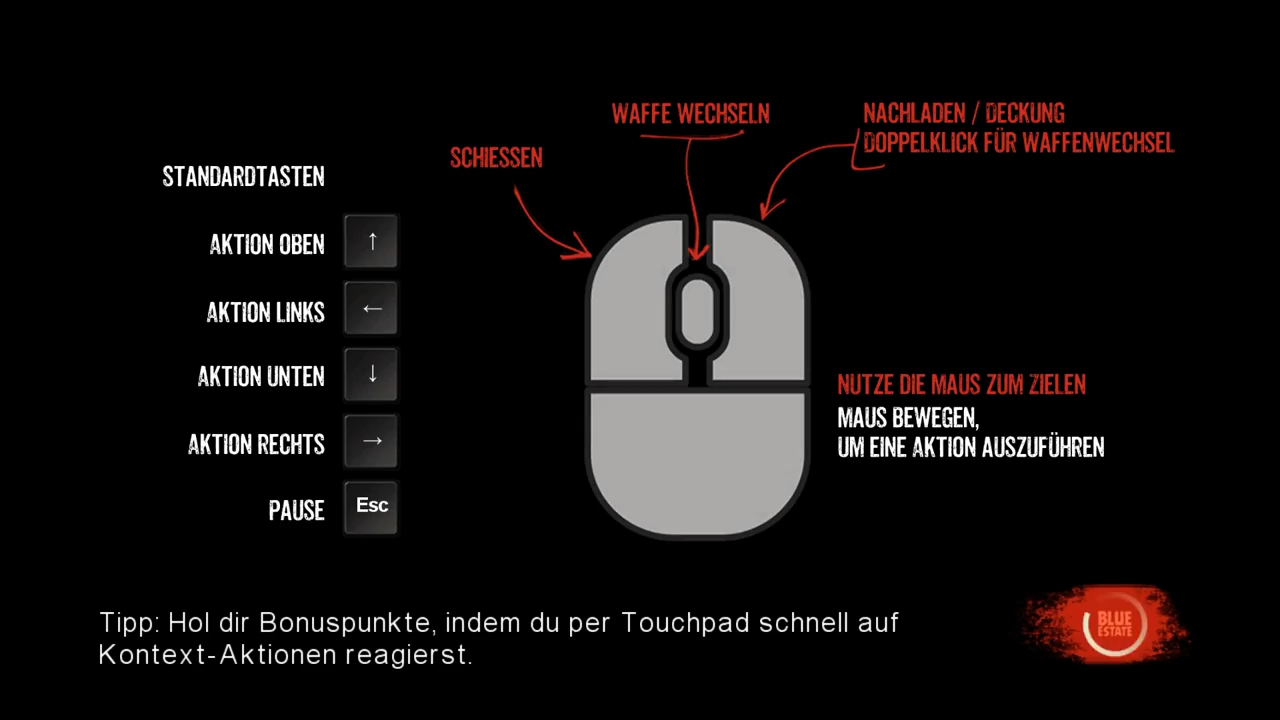 WAFFE WECHSELN
NACHLADEN / DECKUNG
DOPPELKLICK FÜR WAFFENWECHSEL
SCHIESSEN
STANDARDTASTEN
AKTION OBEN ↑
AKTION LINKS ←
AKTION UNTEN ↓
AKTION RECHTS →
PAUSE Esc
NUTZE DIE MAUS ZUM ZIELEN
MAUS BEWEGEN,
UM EINE AKTION AUSZUFÜHREN
Tipp: Hol dir Bonuspunkte, indem du per Touchpad schnell auf
Kontext-Aktionen reagierst.
BLUE
ESTATE